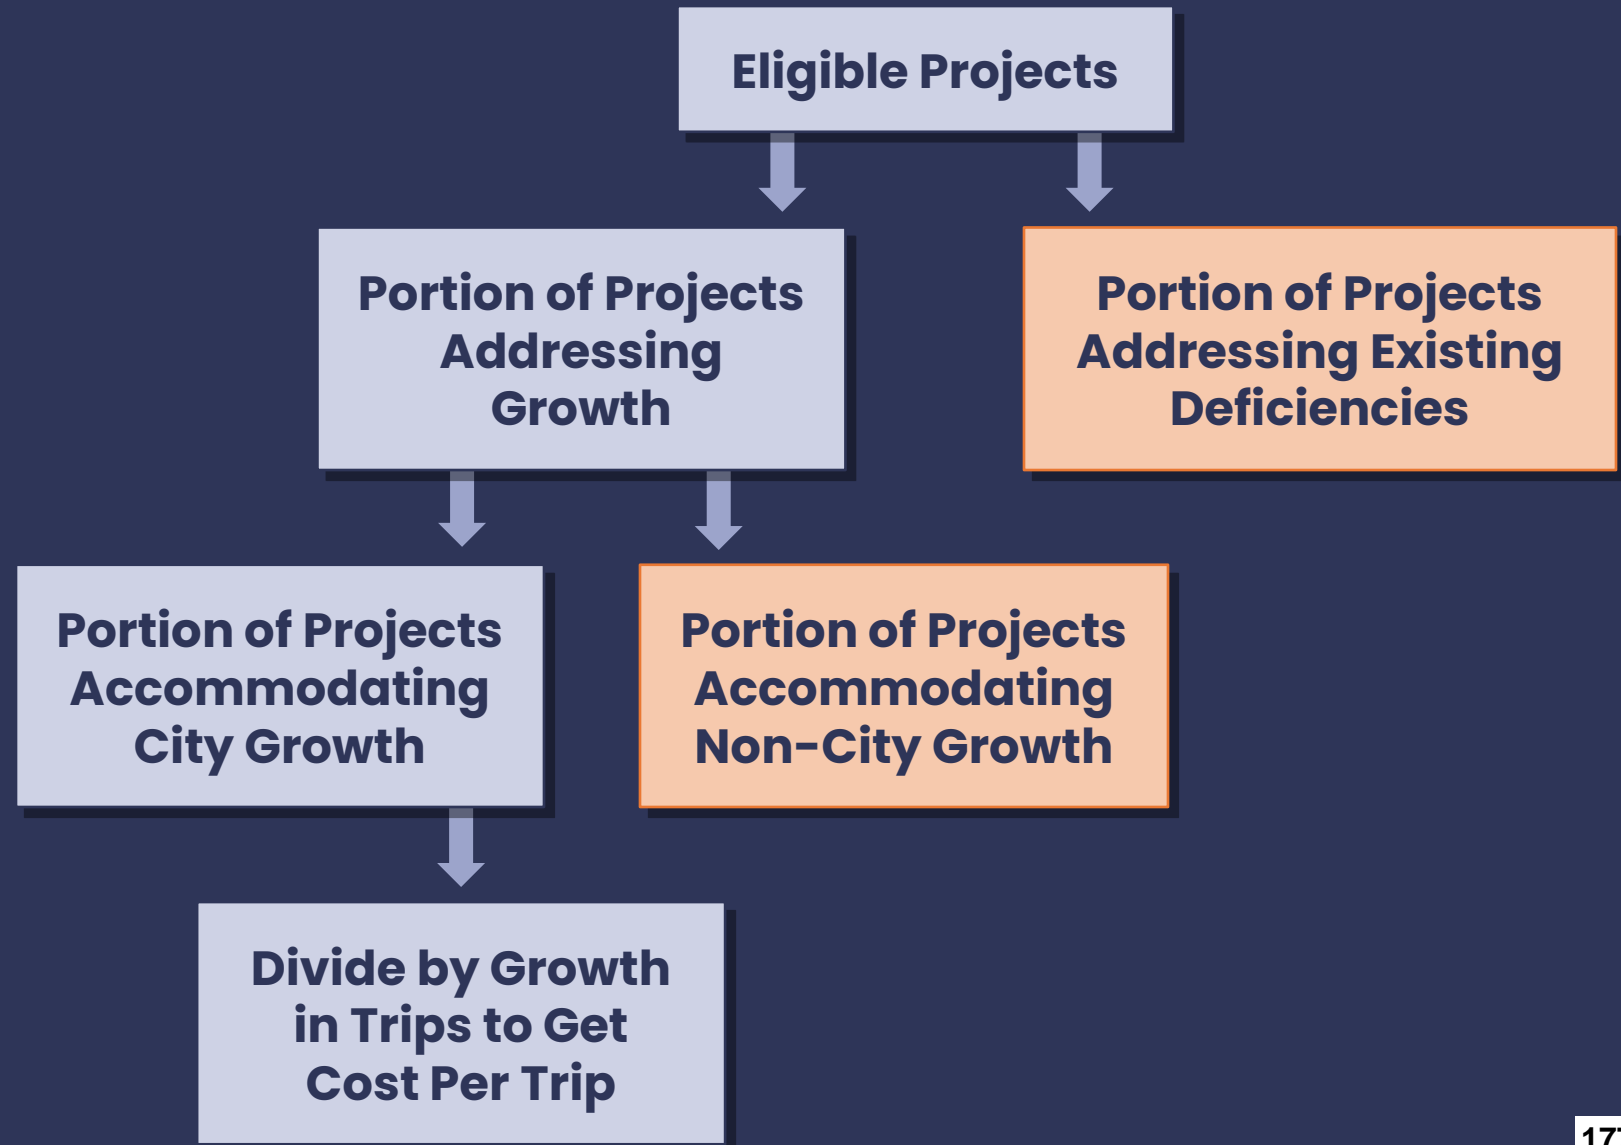 Eligible Projects
Portion of Projects
Addressing
Growth
Portion of Projects
Addressing Existing
Deficiencies
Portion of Projects
Accommodating
City Growth
Portion of Projects
Accommodating
Non-City Growth
Divide by Growth
in Trips to Get
Cost Per Trip